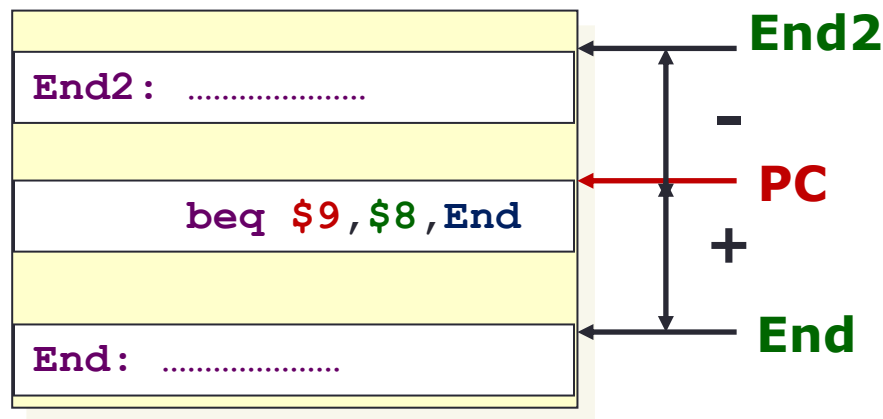 End2
End2: .....................
-
PC
beq $9,$8,End
+
End
End: .....................